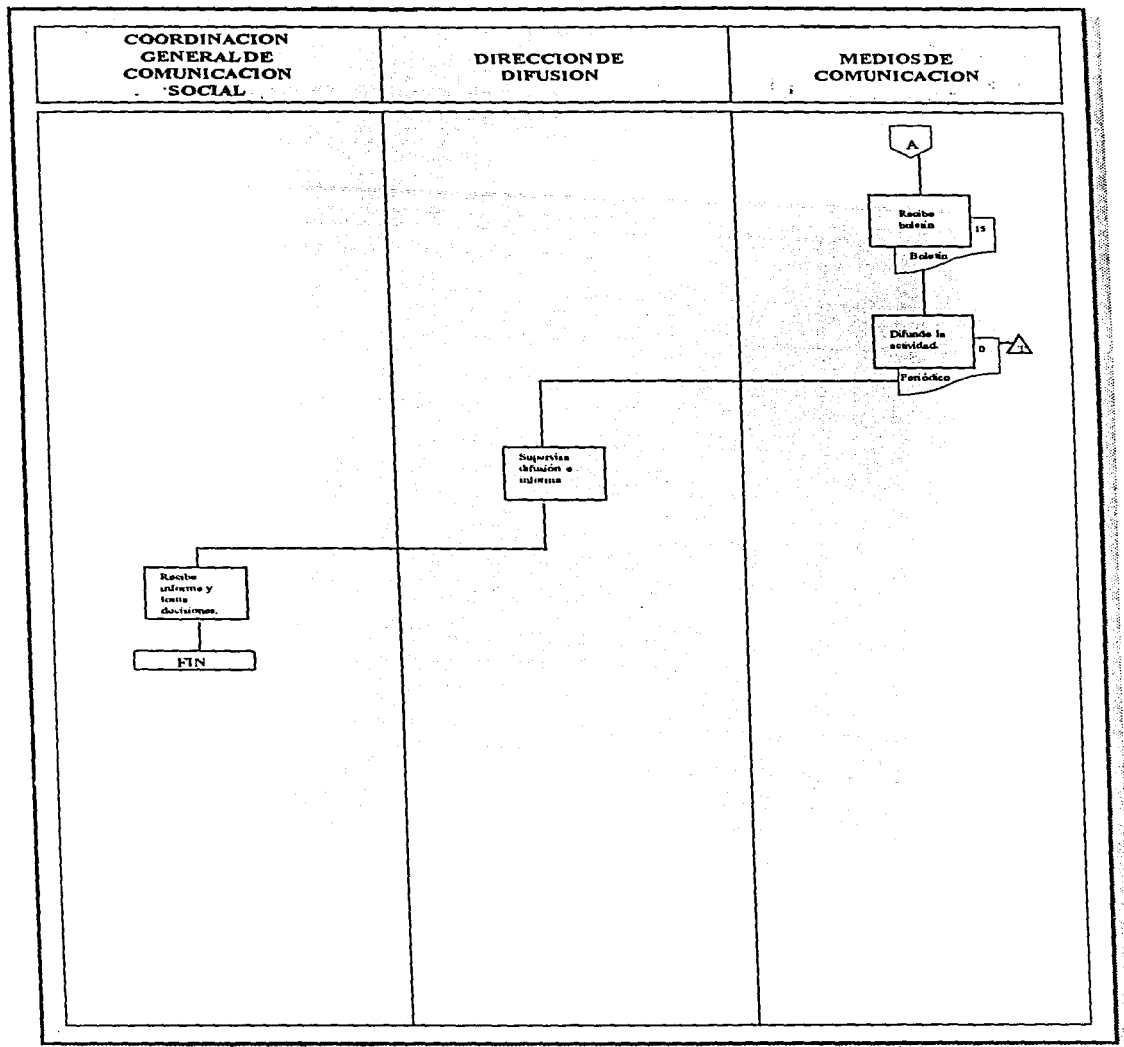 COORDINACION
GENERAL DE
COMUNICACION
SOCIAL
DIRECCION DE
DIFUSION
MEDIOS DE
COMUNICACION
A
Recibe
boletín
15
Boletín
Difunde la
actividad.
0
T
Periódico
Supervisa
difusión e
informa
Recibe
informe y
toma
decisiones.
FIN